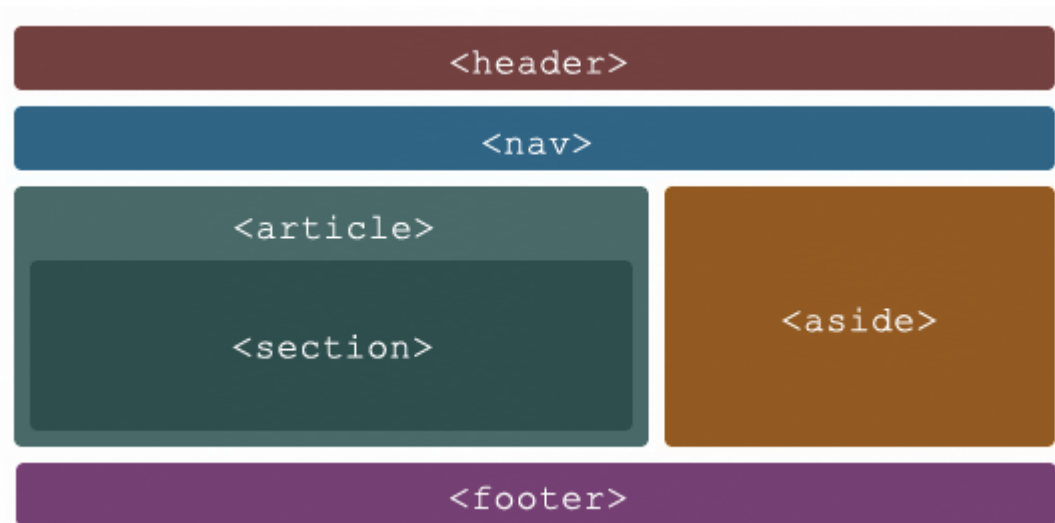 <header>
<nav>
<article>
<section>
<aside>
<footer>